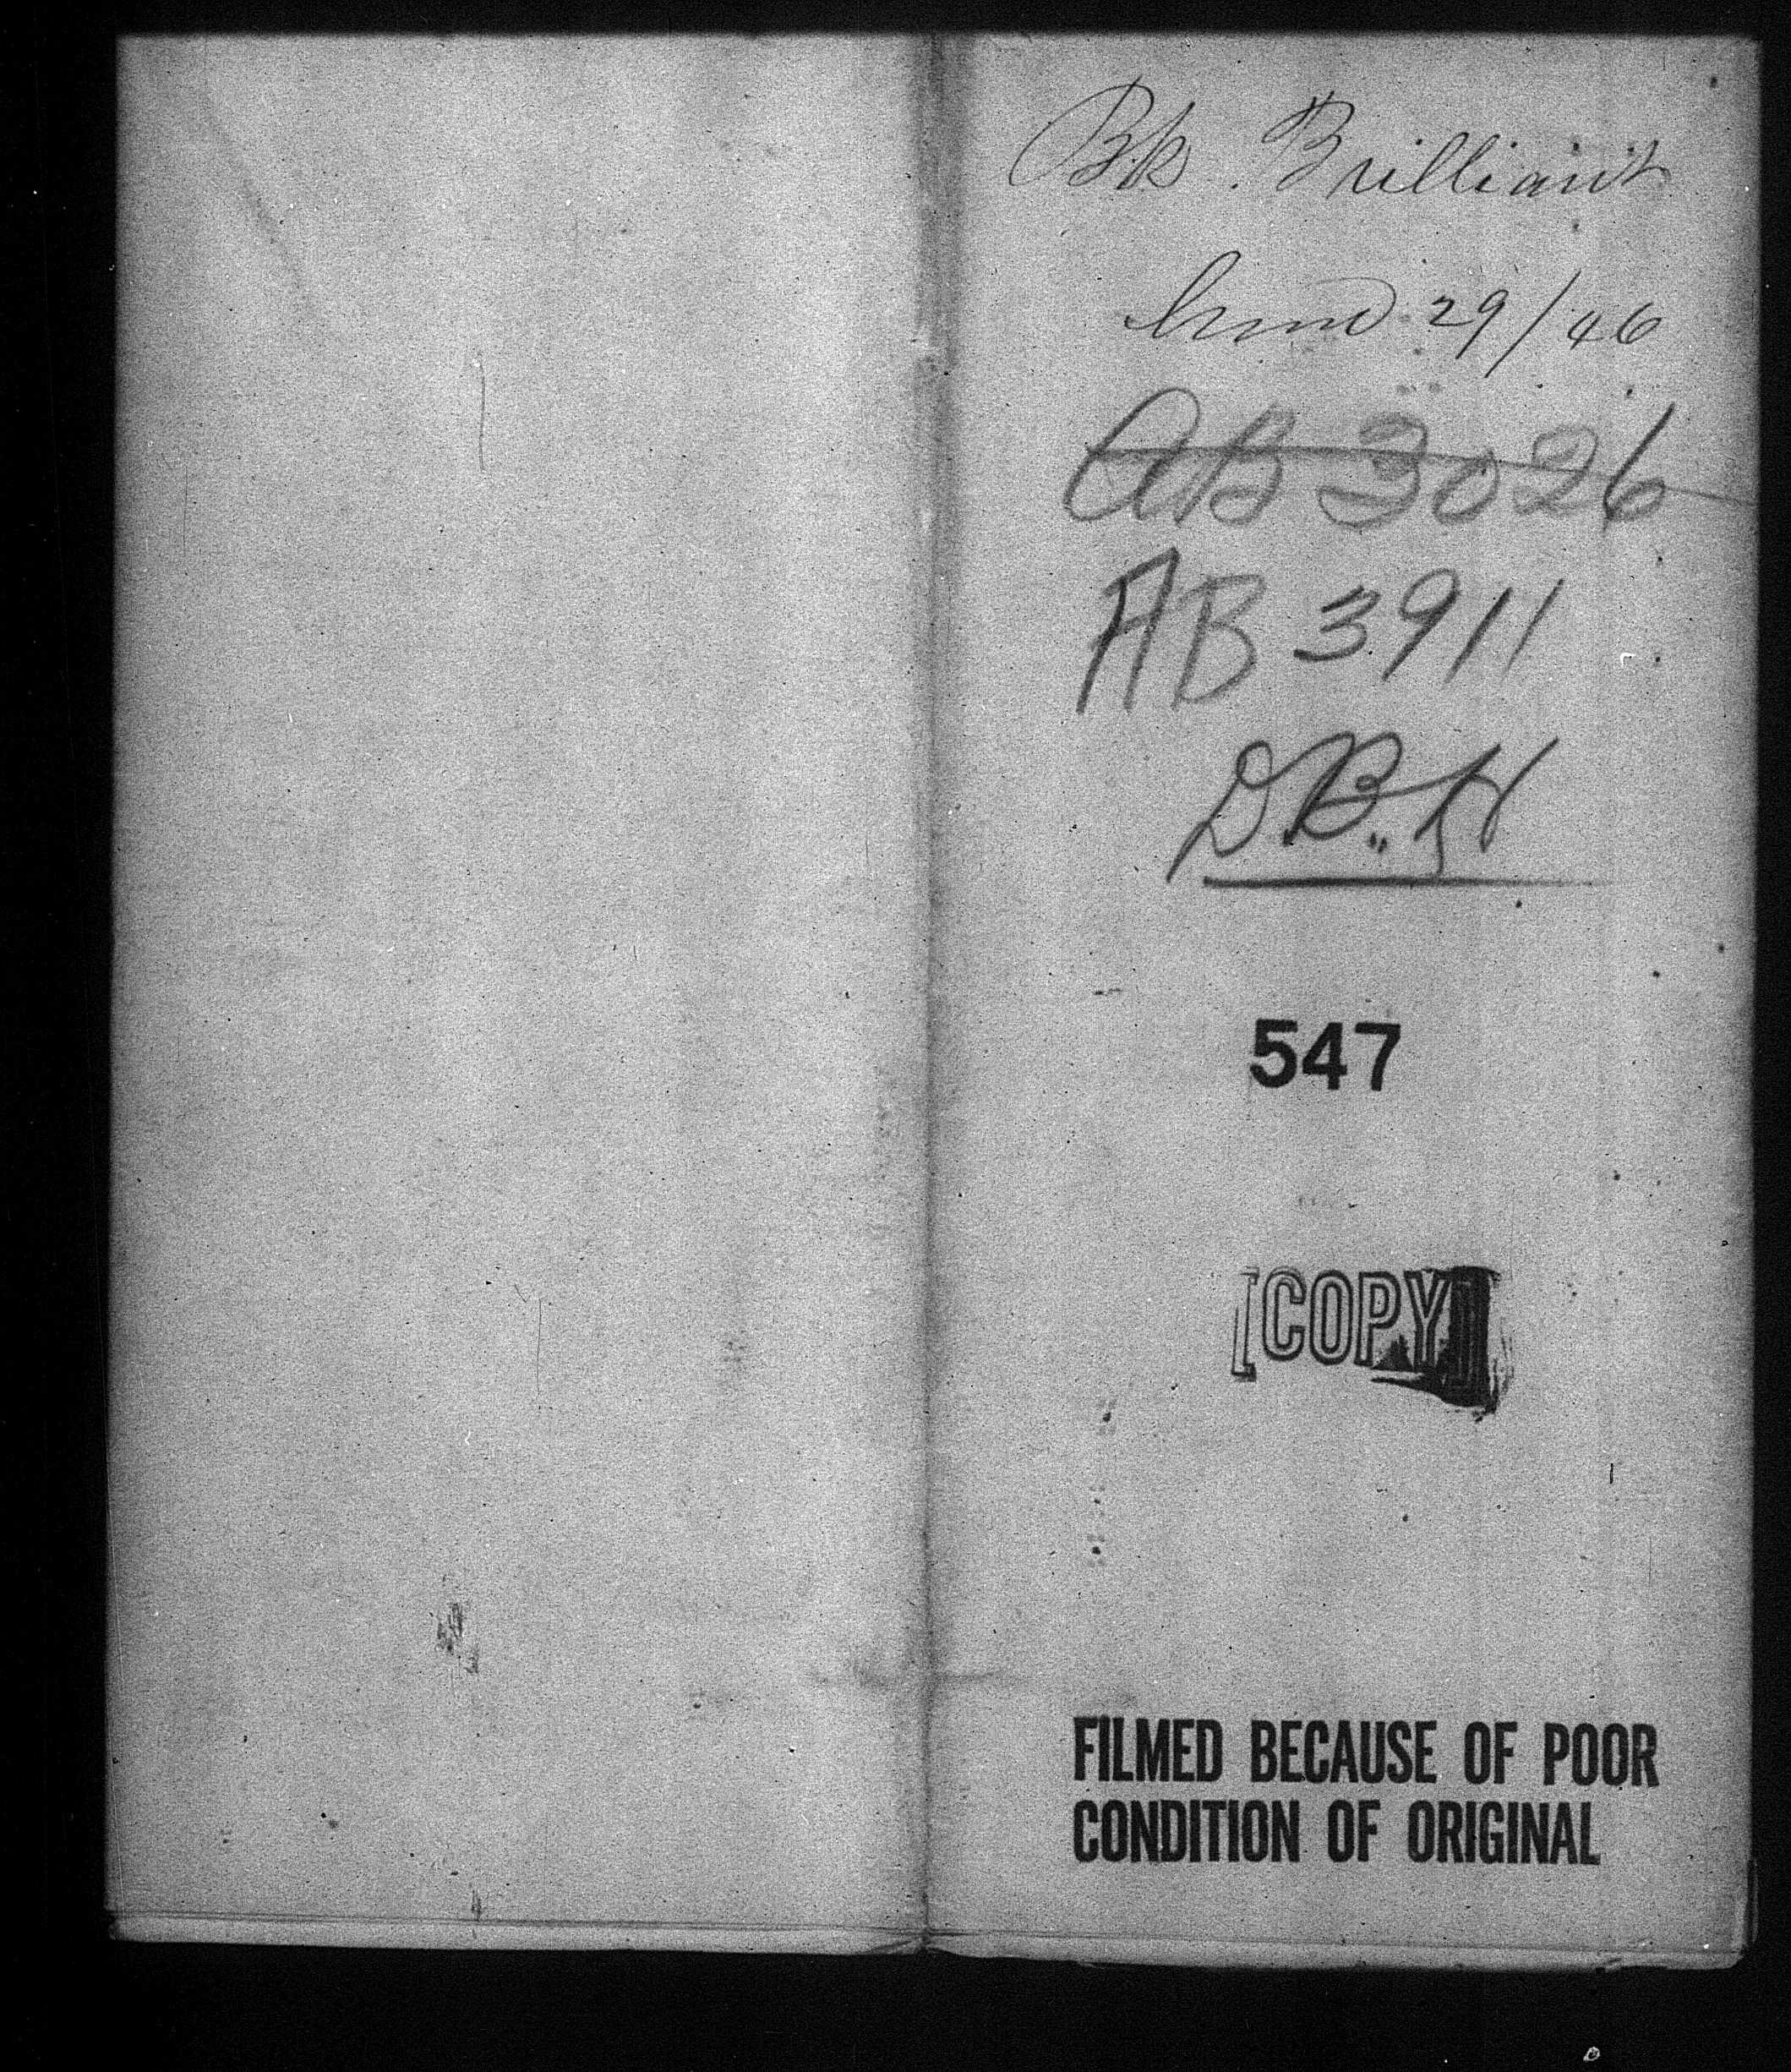 Bk Brilliant
29/46
AB 3026
AB 3911
D.B.H
547
[COPY]
FILMED BECAUSE OF POOR
CONDITION OF ORIGINAL